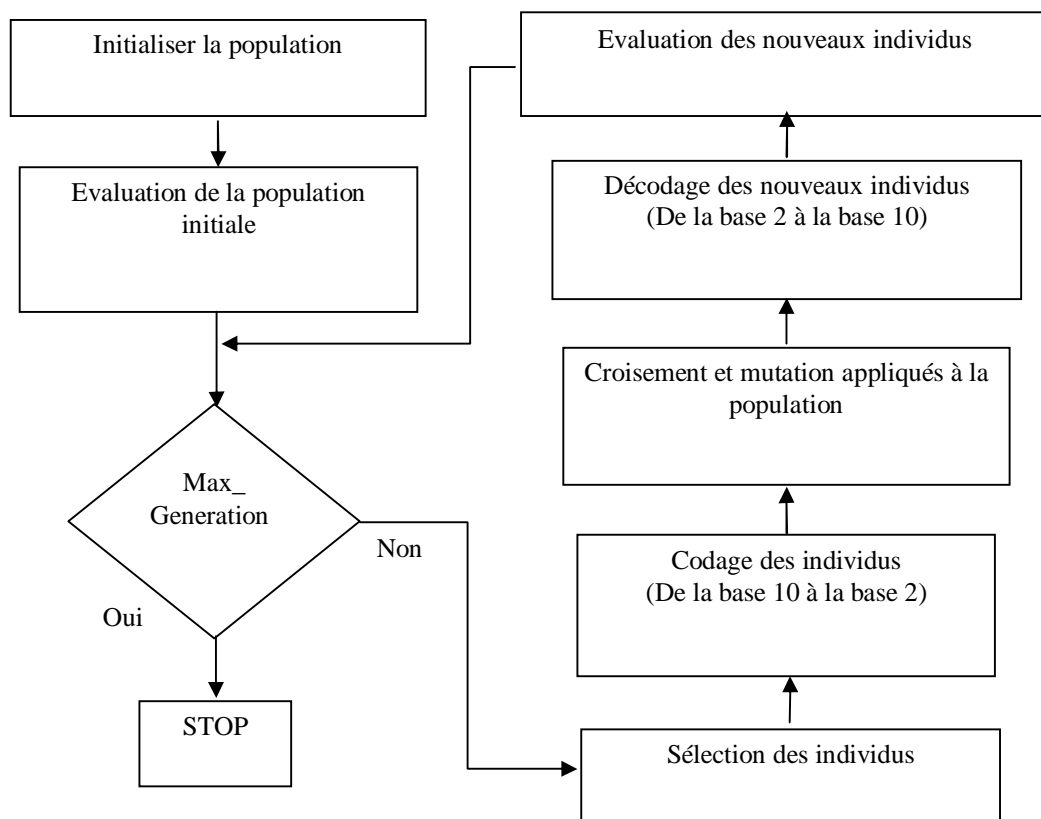 Initialiser la population
Evaluation de la population
initiale
Max_
Generation
Oui
Non
STOP
Sélection des individus
Codage des individus
(De la base 10 à la base 2)
Croisement et mutation appliqués à la
population
Décodage des nouveaux individus
(De la base 2 à la base 10)
Evaluation des nouveaux individus